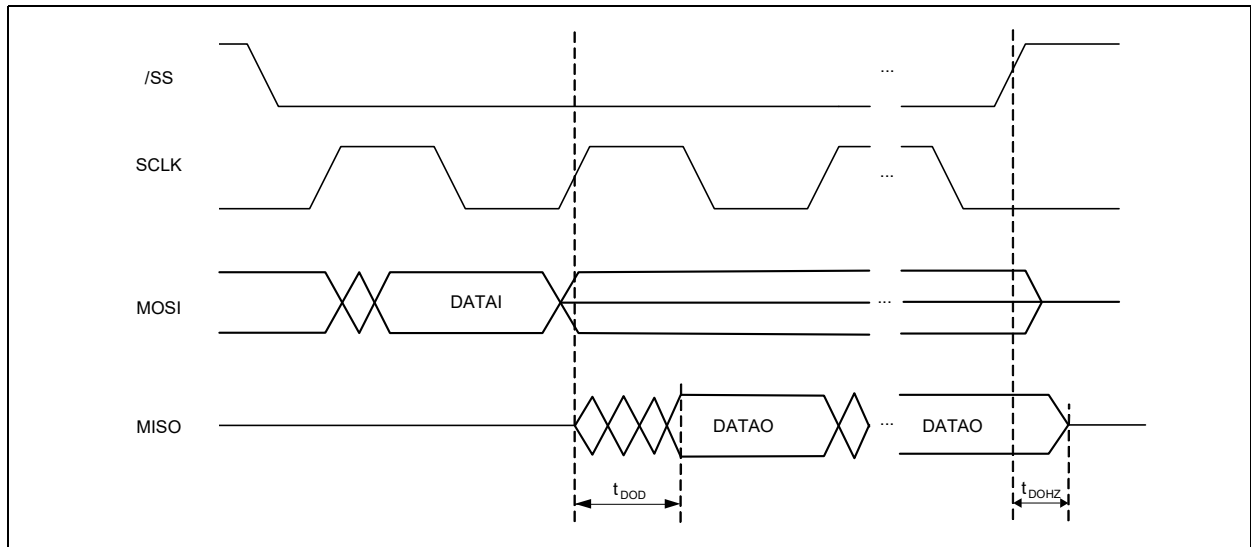 /SS
...
SCLK
...
MOSI
DATAI
...
MISO
DATAO
...
DATAO
tDOD
tDOHZ